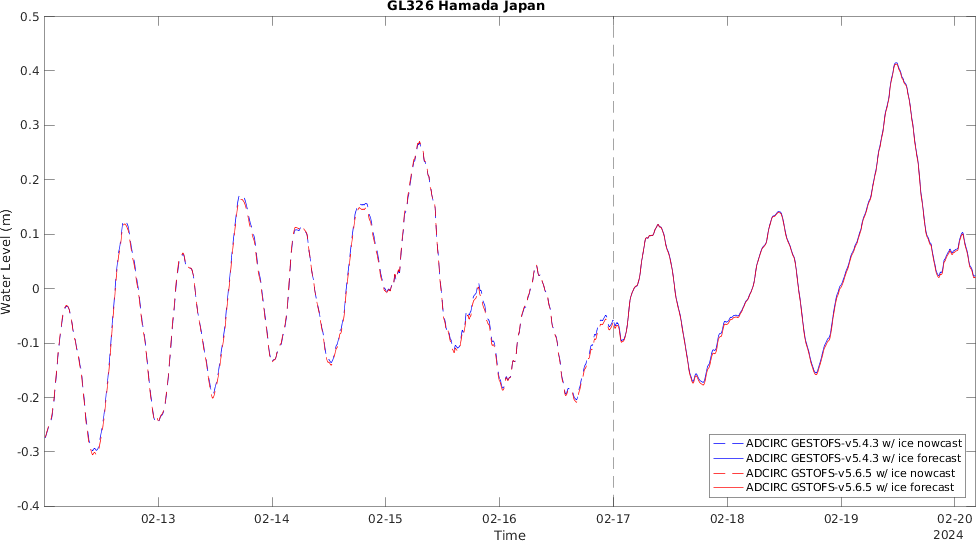 GL326 Hamada Japan
0.5
0.4
0.3
0.2
0.1
0
-0.1
-0.2
-0.3
-0.4
Water Level (m)
02-13 02-14 02-15 02-16 02-17 02-18 02-19 02-20
2024
Time
ADCIRC GESTOFS-v5.4.3 w/ ice nowcast
ADCIRC GESTOFS-v5.4.3 w/ ice forecast
ADCIRC GSTOFS-v5.6.5 w/ ice nowcast
ADCIRC GSTOFS-v5.6.5 w/ ice forecast